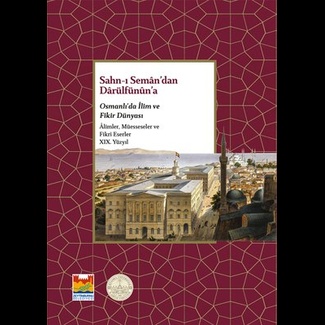 Sahn-ı Semân'dan
Dârülfünûn'a
Osmanlı'da İlim ve
Fikir Dünyası
Âlimler, Müesseseler ve
Fikrî Eserler
XIX. Yüzyıl